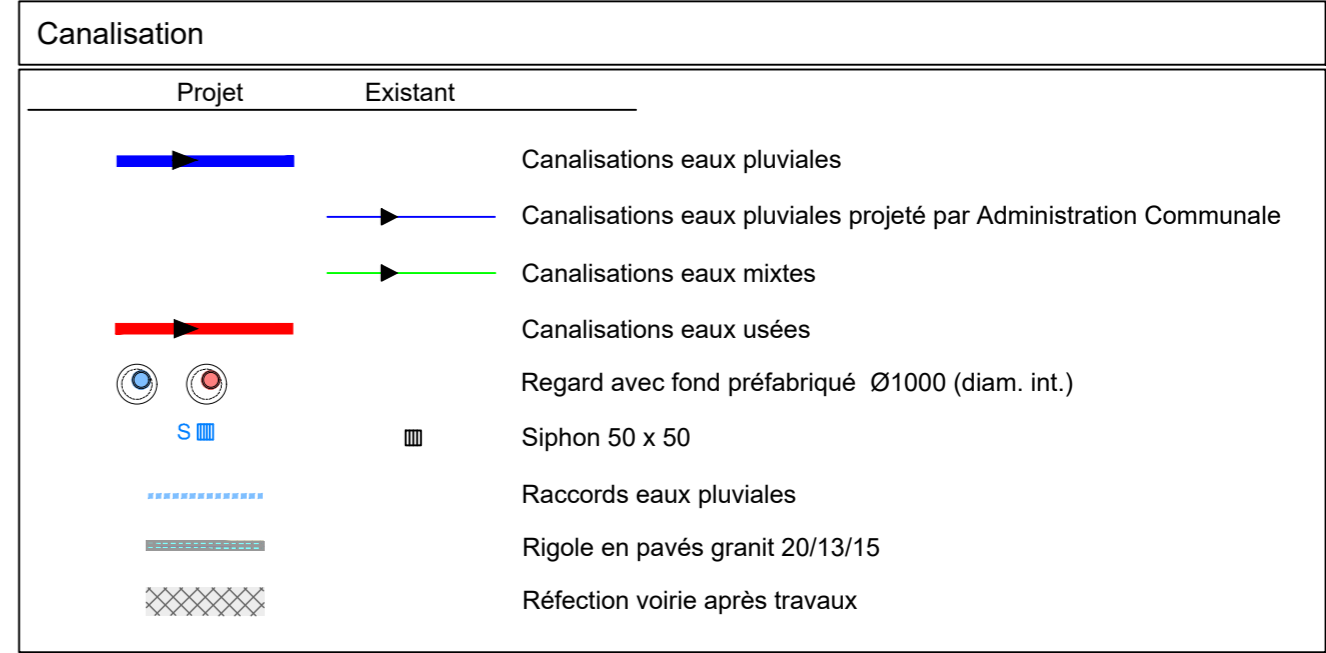 Canalisation
Projet Existant
Canalisations eaux pluviales
Canalisations eaux pluviales projeté par Administration Communale
Canalisations eaux mixtes
Canalisations eaux usées
Regard avec fond préfabriqué Ø1000 (diam. int.)
S Siphon 50 x 50
Raccords eaux pluviales
Rigole en pavés granit 20/13/15
Réfection voirie après travaux